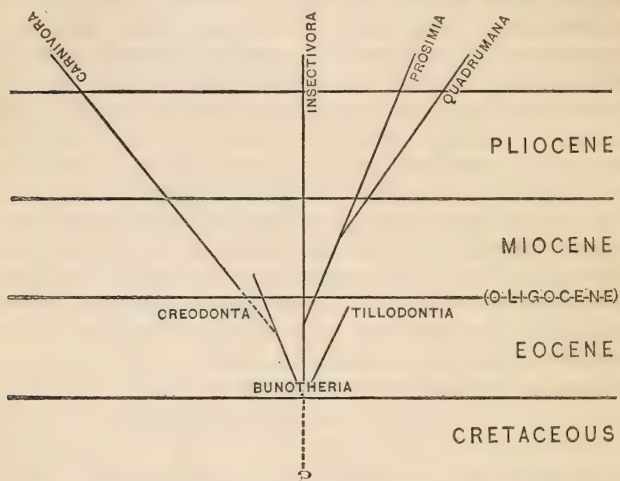 CARNIVORA
INSECTIVORA
PROSIMIA
QUADRUMANA
PLIOCENE
MIOCENE
(OLIGOCENE)
CREODONTA
TILLODONTIA
EOCENE
BUNOTHERIA
CRETACEOUS
?